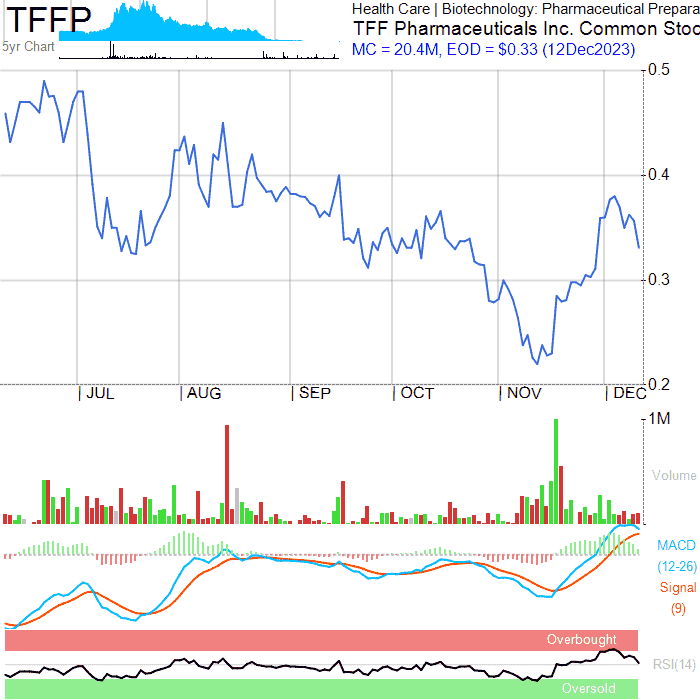 TFFP
5yr Chart
Health Care | Biotechnology: Pharmaceutical Prepara
TFF Pharmaceuticals Inc. Common Stoc
MC = 20.4M, EOD = $0.33 (12Dec2023)
0.5
0.4
0.3
0.2
JUL
AUG
SEP
OCT
NOV
DEC
1M
Volume
MACD
(12-26)
Signal
(9)
Overbought
RSI(14)
Oversold